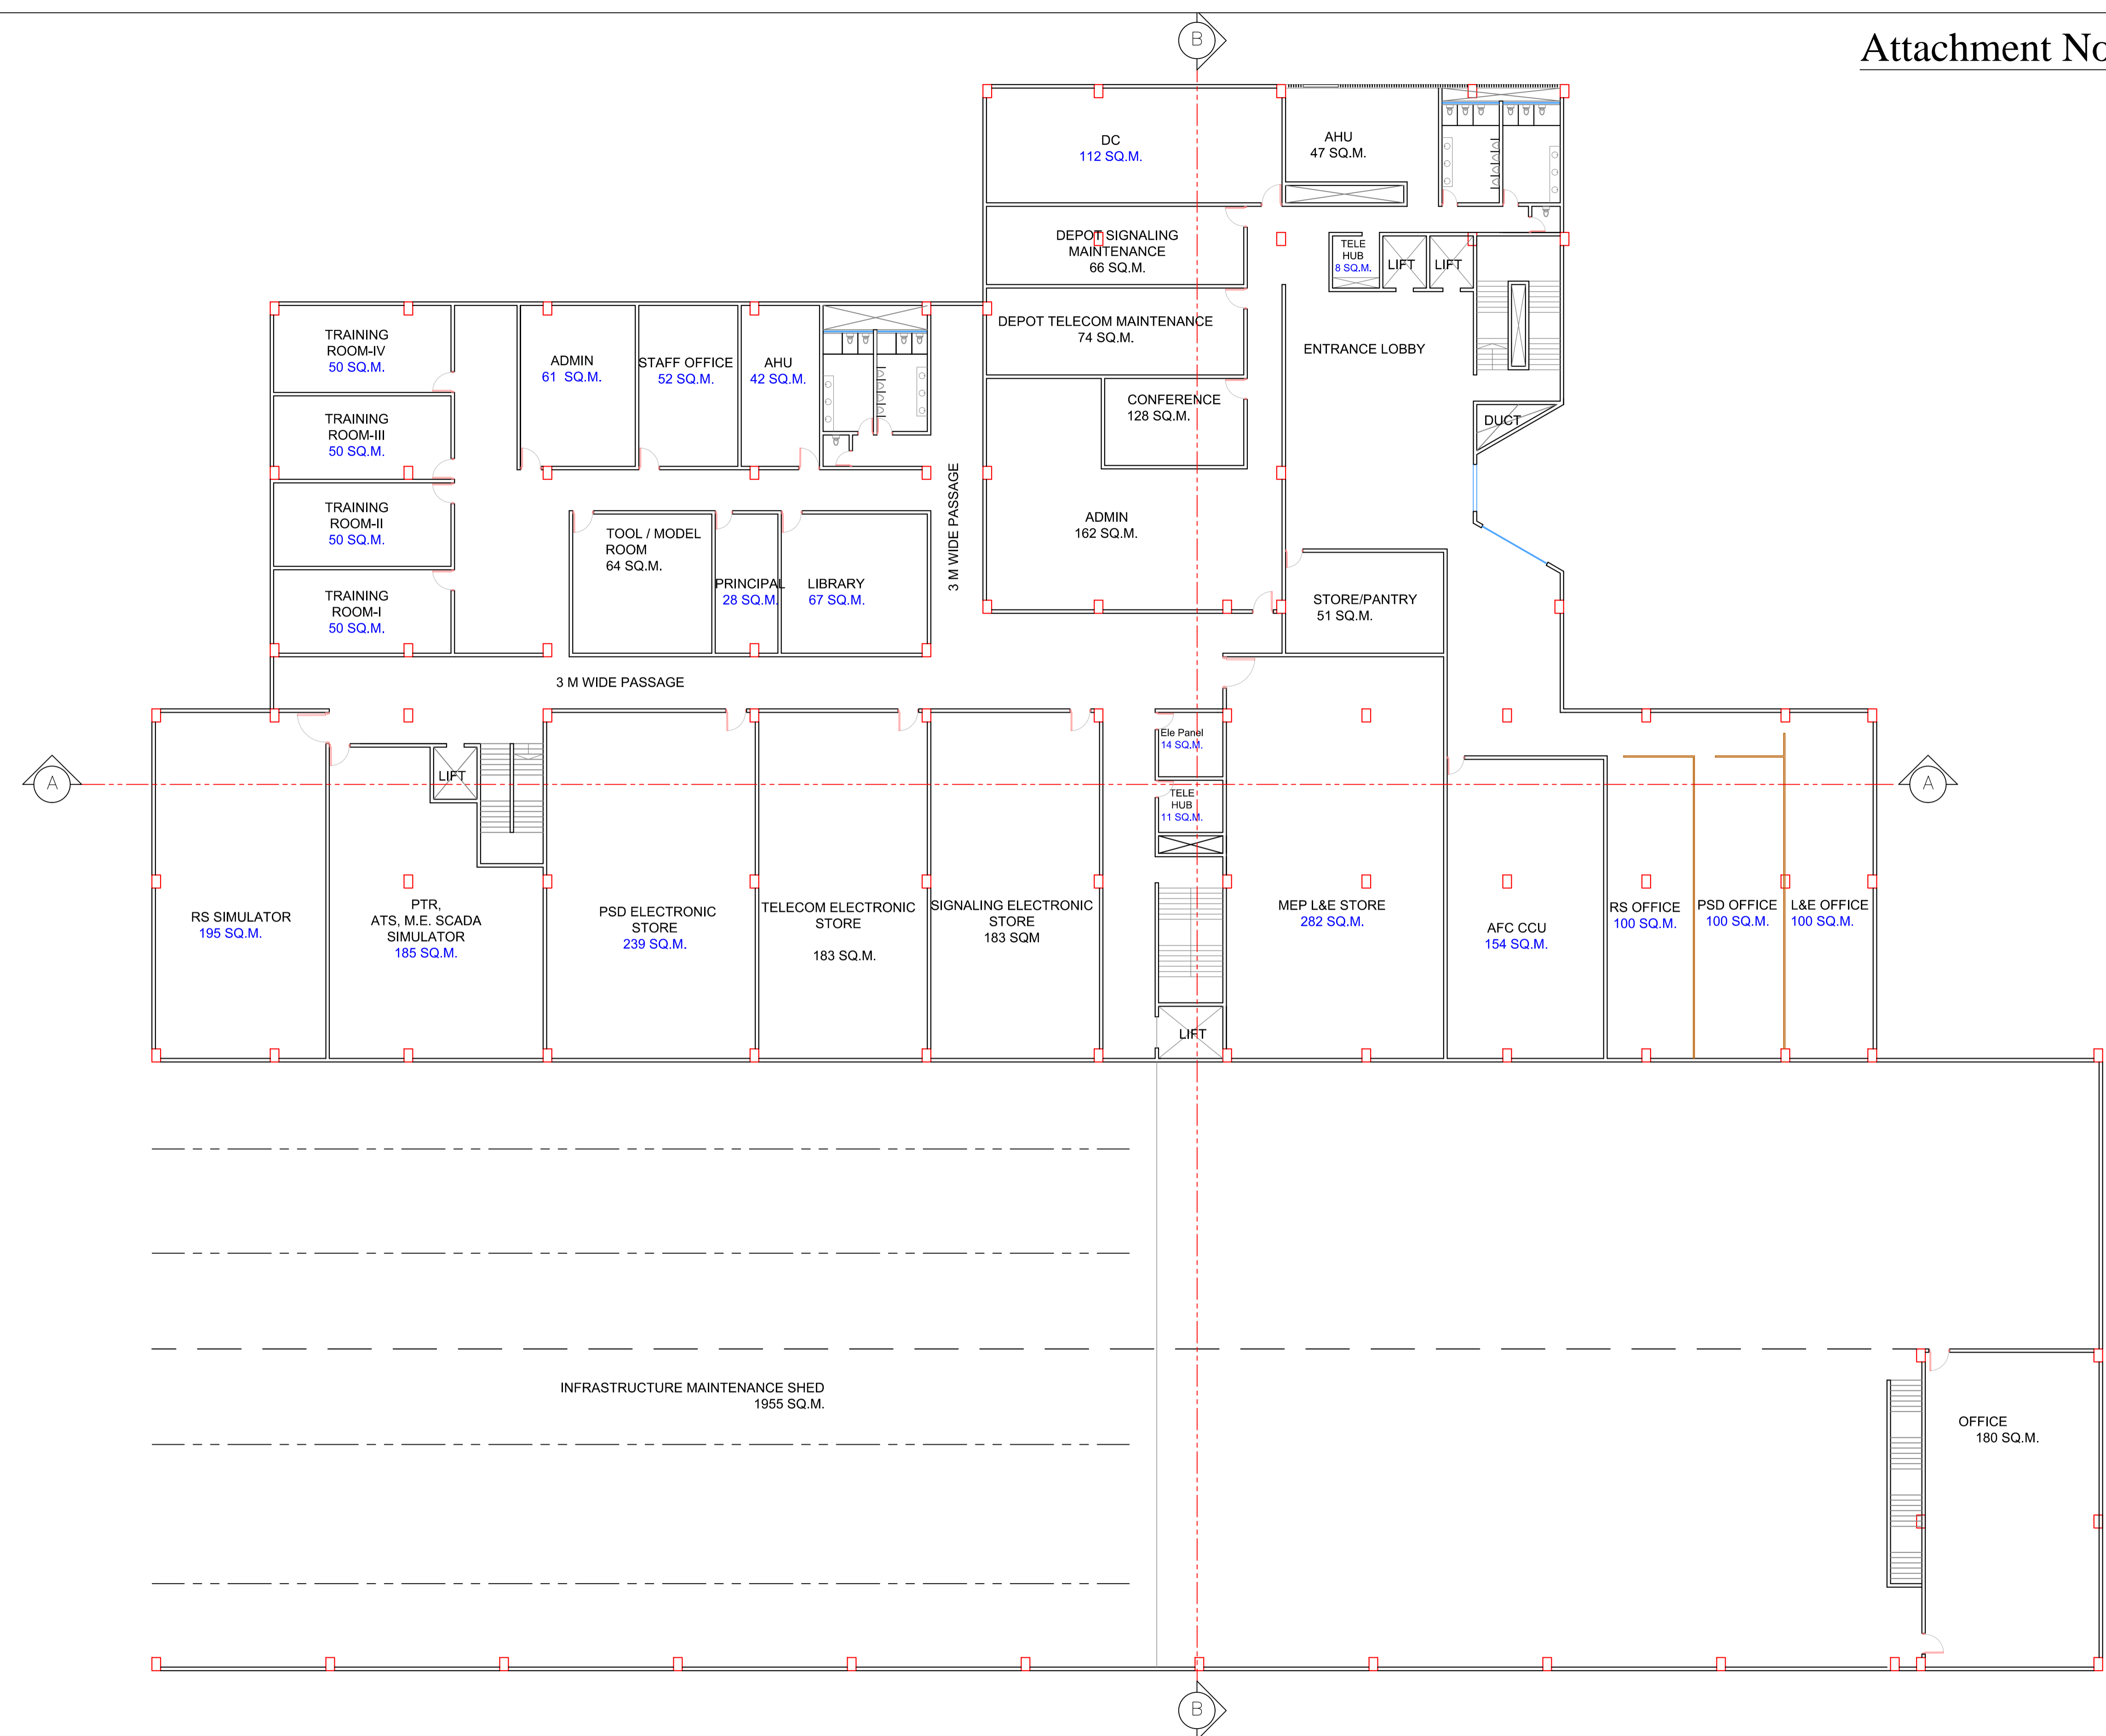 Attachment No
B
DC
112 SQ.M.
AHU
47 SQ.M.
DEPOT SIGNALING
MAINTENANCE
66 SQ.M.
TELE
HUB
8 SQ.M.
LIFT
LIFT
DEPOT TELECOM MAINTENANCE
74 SQ.M.
ENTRANCE LOBBY
TRAINING
ROOM-IV
50 SQ.M.
ADMIN
61 SQ.M.
STAFF OFFICE
52 SQ.M.
AHU
42 SQ.M.
CONFERENCE
128 SQ.M.
DUCT
TRAINING
ROOM-III
50 SQ.M.
TRAINING
ROOM-II
50 SQ.M.
TOOL / MODEL
ROOM
64 SQ.M.
3 M WIDE PASSAGE
ADMIN
162 SQ.M.
PRINCIPAL
28 SQ.M.
LIBRARY
67 SQ.M.
TRAINING
ROOM-I
50 SQ.M.
STORE/PANTRY
51 SQ.M.
3 M WIDE PASSAGE
Ele Panel
14 SQ.M.
A
LIFT
A
TELE
HUB
11 SQ.M.
RS SIMULATOR
195 SQ.M.
PTR,
ATS, M.E. SCADA
SIMULATOR
185 SQ.M.
PSD ELECTRONIC
STORE
239 SQ.M.
TELECOM ELECTRONIC
STORE
183 SQ.M.
SIGNALING ELECTRONIC
STORE
183 SQM
MEP L&E STORE
282 SQ.M.
AFC CCU
154 SQ.M.
RS OFFICE
100 SQ.M.
PSD OFFICE
100 SQ.M.
L&E OFFICE
100 SQ.M.
LIFT
INFRASTRUCTURE MAINTENANCE SHED
1955 SQ.M.
OFFICE
180 SQ.M.
B